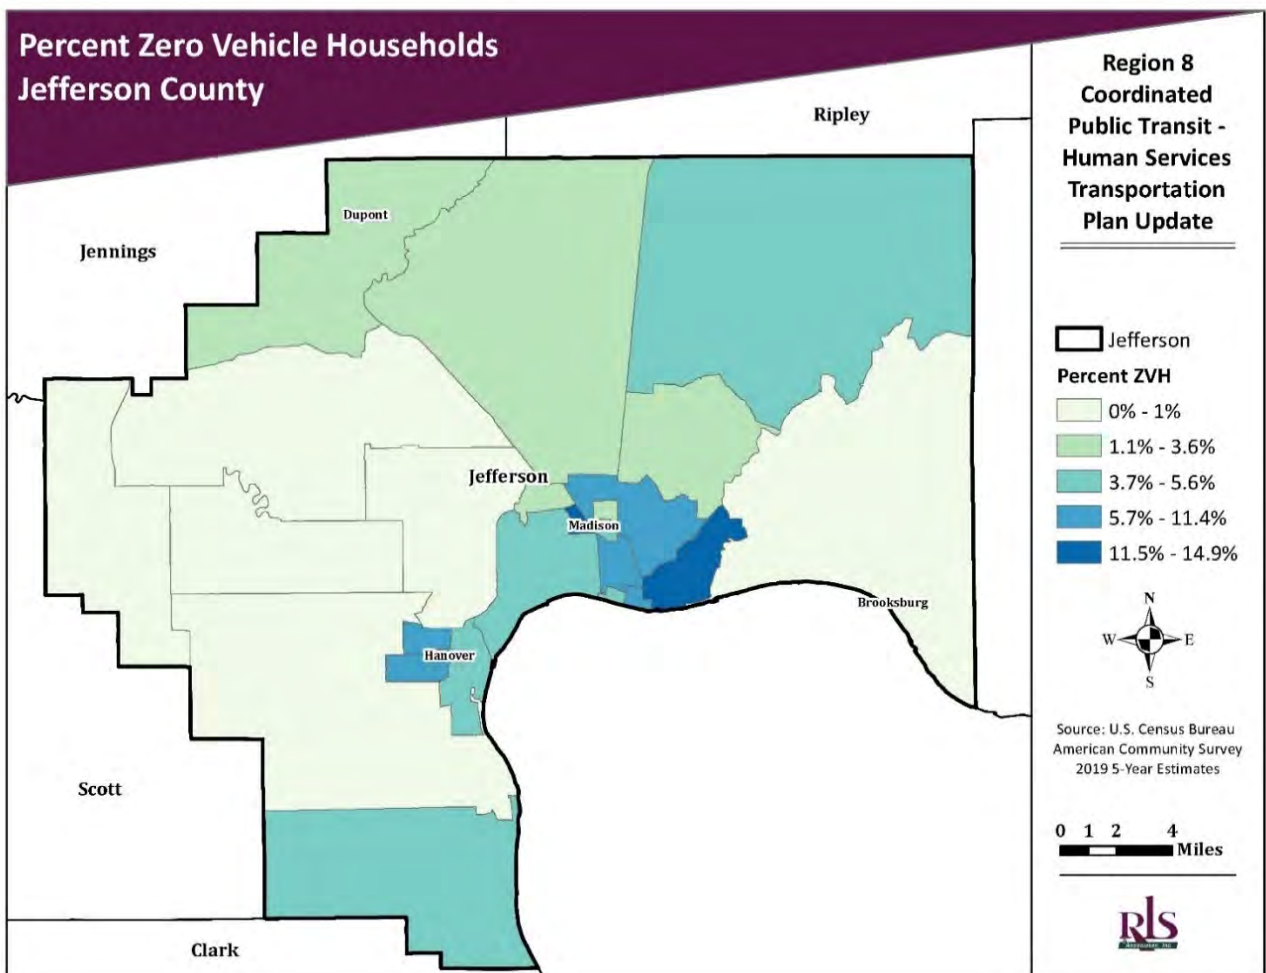 Percent Zero Vehicle Households
Jefferson County
Ripley
Jennings
Dupont
Jefferson
Madison
Brooksburg
Hanover
Scott
Clark
Region 8
Coordinated
Public Transit -
Human Services
Transportation
Plan Update
Jefferson
Percent ZVH
0% - 1%
1.1% - 3.6%
3.7% - 5.6%
5.7% - 11.4%
11.5% - 14.9%
N
W E
S
Source: U.S. Census Bureau
American Community Survey
2019 5-Year Estimates
0 1 2 4
Miles
RLS
& Associates, Inc.